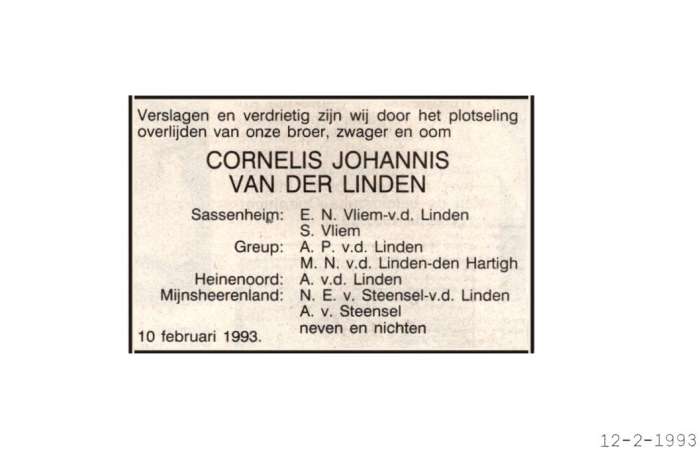 Verslagen en verdrietig zijn wij door het plotseling
overlijden van onze broer, zwager en oom
CORNELIS JOHANNIS
VAN DER LINDEN
Sassenheim: E. N. Vliem-v.d. Linden
S. Vliem
Greup: A. P. v.d. Linden
M. N. v.d. Linden-den Hartigh
Heinenoord: A. v.d. Linden
Mijnsheerenland: N. E. v. Steensel-v.d. Linden
A. v. Steensel
neven en nichten
10 februari 1993.
12-2-1993